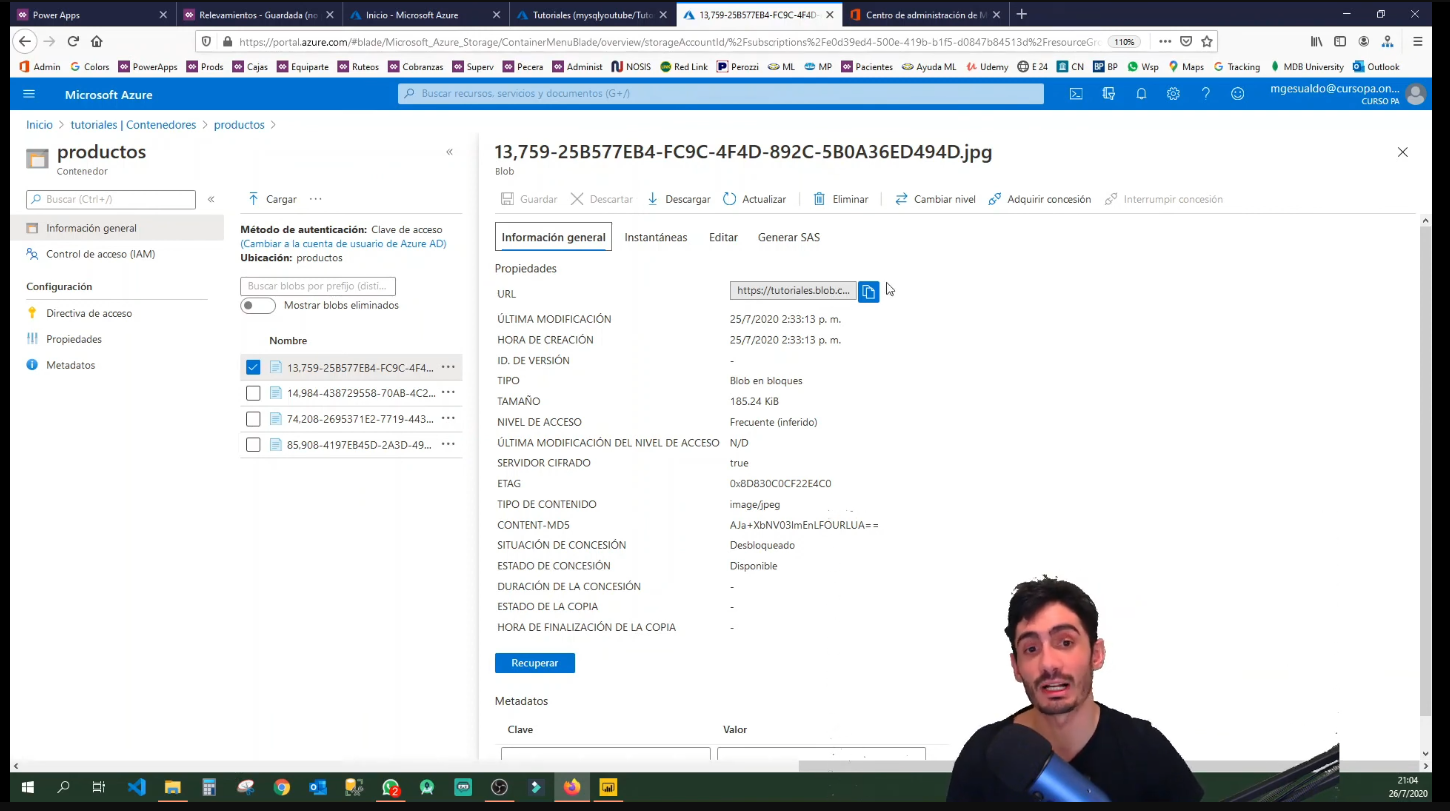 Power Apps
Relevamientos - Guardada (no
Inicio - Microsoft Azure
Tutoriales (mysqlyoutube/Tuto
13,759-25B577EB4-FC9C-4F4D-
Centro de administración de M
https://portal.azure.com/#blade/Microsoft_Azure_Storage/ContainerMenuBlade/overview/storageAccountId/%2Fsubscriptions%2Fe0d39ed4-500e-419b-b1f5-d0847b84513d%2FresourceGro
110%
Admin Colors PowerApps Prods Cajas Equiparte Ruteos Cobranzas Superv Pecera Administ NOSIS Red Link Perozzi ML MP Pacientes Ayuda ML Udemy E 24 CN BP Wsp Maps Tracking MDB University Outlook
Microsoft Azure
Buscar recursos, servicios y documentos (G+/)
mgesualdo@cursopa.on...
CURSO PA
Inicio > tutoriales | Contenedores > productos >
productos
Contenedor
Buscar (Ctrl+/)
Información general
Control de acceso (IAM)
Configuración
Directiva de acceso
Propiedades
Metadatos
Cargar
Método de autenticación: Clave de acceso
(Cambiar a la cuenta de usuario de Azure AD)
Ubicación: productos
Buscar blobs por prefijo (disti...
Mostrar blobs eliminados
Nombre
13,759-25B577EB4-FC9C-4F4...
14,984-438729558-70AB-4C2...
74,208-2695371E2-7719-443...
85,908-4197EB45D-2A3D-49...
13,759-25B577EB4-FC9C-4F4D-892C-5B0A36ED494D.jpg
Blob
Guardar Descartar Descargar Actualizar Eliminar Cambiar nivel Adquirir concesión Interrumpir concesión
Información general Instantáneas Editar Generar SAS
Propiedades
URL https://tutoriales.blob.c...
ÚLTIMA MODIFICACIÓN 25/7/2020 2:33:13 p. m.
HORA DE CREACIÓN 25/7/2020 2:33:13 p. m.
ID. DE VERSIÓN -
TIPO Blob en bloques
TAMAÑO 185.24 KiB
NIVEL DE ACCESO Frecuente (inferido)
ÚLTIMA MODIFICACIÓN DEL NIVEL DE ACCESO N/D
SERVIDOR CIFRADO true
ETAG 0x8D830C0CF22E4C0
TIPO DE CONTENIDO image/jpeg
CONTENT-MD5 AJa+XbNV03ImEnLFOURLUA==
SITUACIÓN DE CONCESIÓN Desbloqueado
ESTADO DE CONCESIÓN Disponible
DURACIÓN DE LA CONCESIÓN -
ESTADO DE LA COPIA -
HORA DE FINALIZACIÓN DE LA COPIA -
Recuperar
Metadatos
Clave Valor
2
21:04
26/7/2020